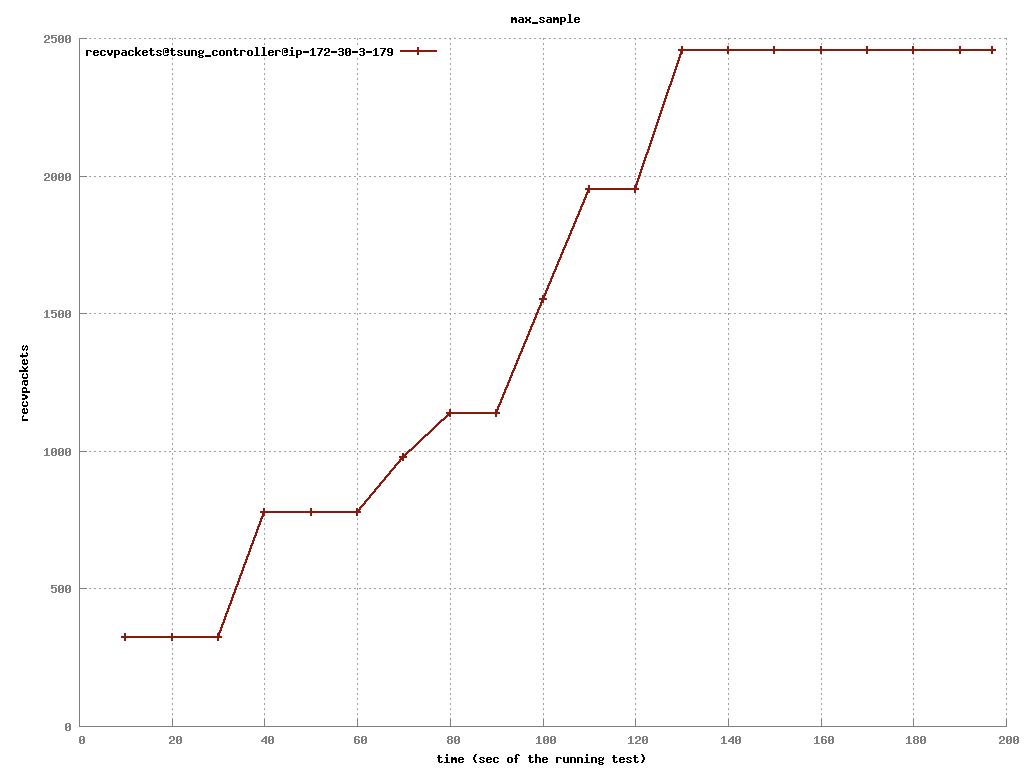 max_sample
recvpackets@tsung_controller@ip-172-30-3-179
2500
2000
1500
1000
500
0
recvpackets
0 20 40 60 80 100 120 140 160 180 200
time (sec of the running test)